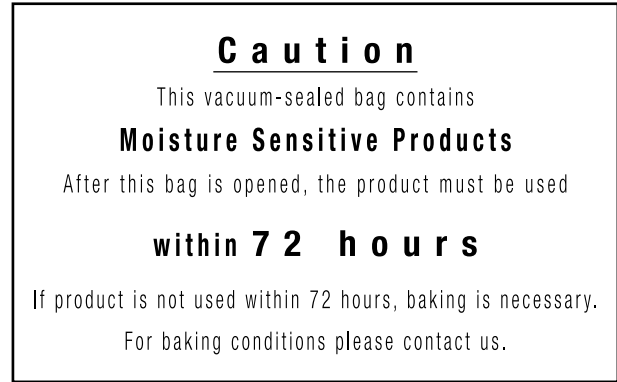 Caution
This vacuum-sealed bag contains
Moisture Sensitive Products
After this bag is opened, the product must be used
within 72 hours
If product is not used within 72 hours, baking is necessary.
For baking conditions please contact us.